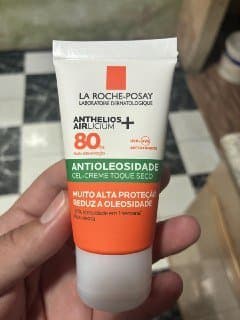 LA ROCHE-POSAY
LABORATOIRE DERMATOLOGIQUE
ANTHELIOS
AIRLICIUM+
80
ANTIOLEOSIDADE
GEL-CREME TOQUE SECO
MUITO ALTA PROTEÇÃO
REDUZ A OLEOSIDADE